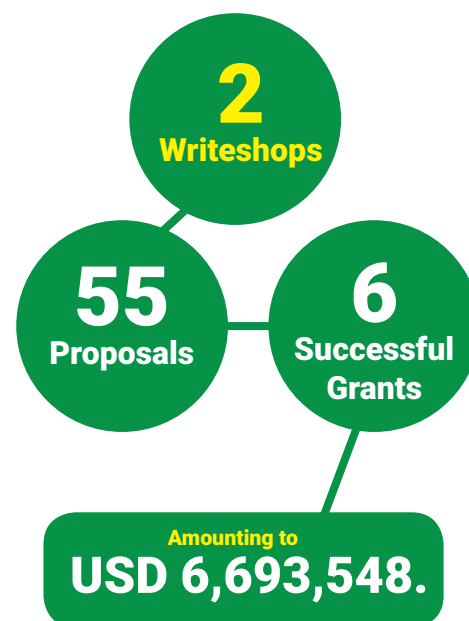 2
Writeshops
55
Proposals
6
Successful
Grants
Amounting to
USD 6,693,548.